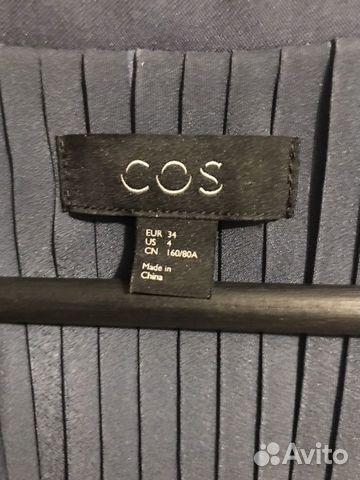 COS
EUR 34
US 4
CN 160/80A
Made in
China
Avito